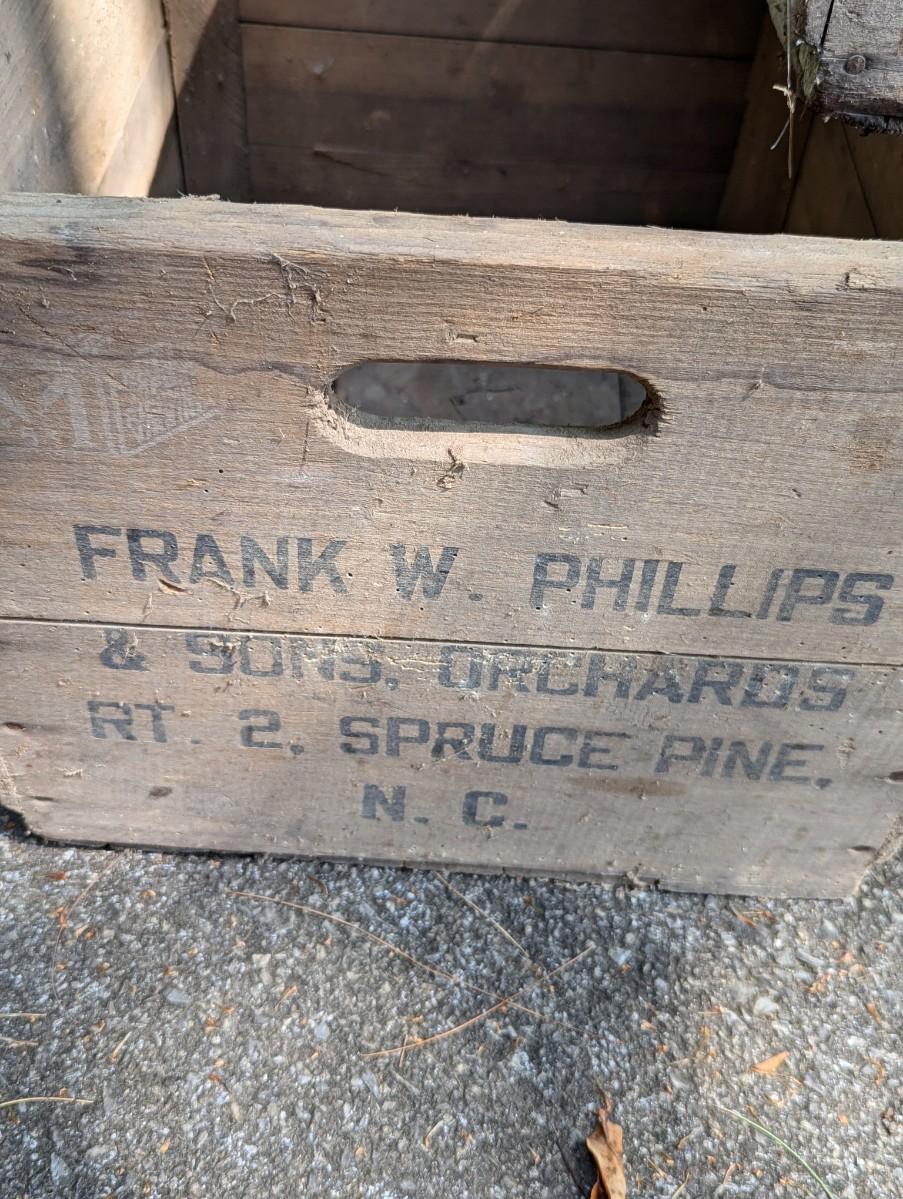 FRANK W. PHILLIPS
& SONS, ORCHARDS
RT. 2, SPRUCE PINE,
N. C.